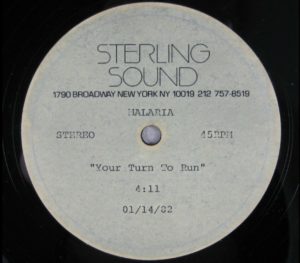 STERLING
SOUND
1790 BROADWAY NEW YORK NY 10019 212 757-8519
MALARIA
STEREO 45RPM
"Your Turn To Run"
4:11
01/14/82